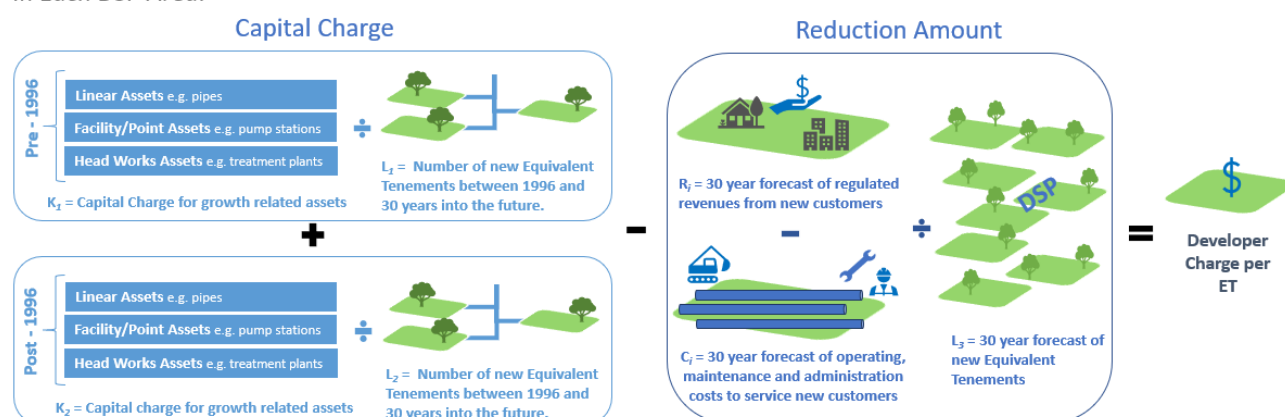 Capital Charge
Pre - 1996
Linear Assets e.g. pipes
Facility/Point Assets e.g. pump stations
Head Works Assets e.g. treatment plants
K1 = Capital Charge for growth related assets
÷
L1 = Number of new Equivalent
Tenements between 1996 and
30 years into the future.
+
Post - 1996
Linear Assets e.g. pipes
Facility/Point Assets e.g. pump stations
Head Works Assets e.g. treatment plants
K2 = Capital charge for growth related assets
÷
L2 = Number of new Equivalent
Tenements between 1996 and
30 years into the future.
-
Reduction Amount
$
Ri = 30 year forecast of regulated
revenues from new customers
-
Ci = 30 year forecast of operating,
maintenance and administration
costs to service new customers
÷
DSP
L3 = 30 year forecast of
new Equivalent
Tenements
=
$
Developer
Charge per
ET